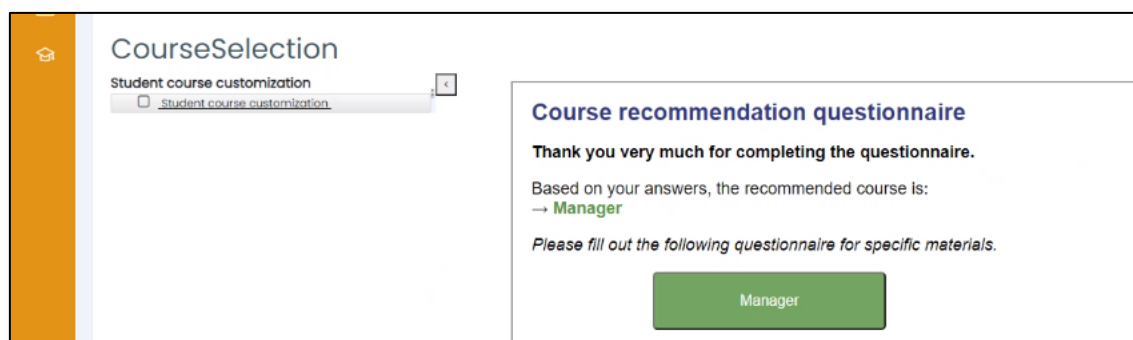 CourseSelection
Student course customization
<
Student course customization
Course recommendation questionnaire
Thank you very much for completing the questionnaire.
Based on your answers, the recommended course is:
→ Manager
Please fill out the following questionnaire for specific materials.
Manager